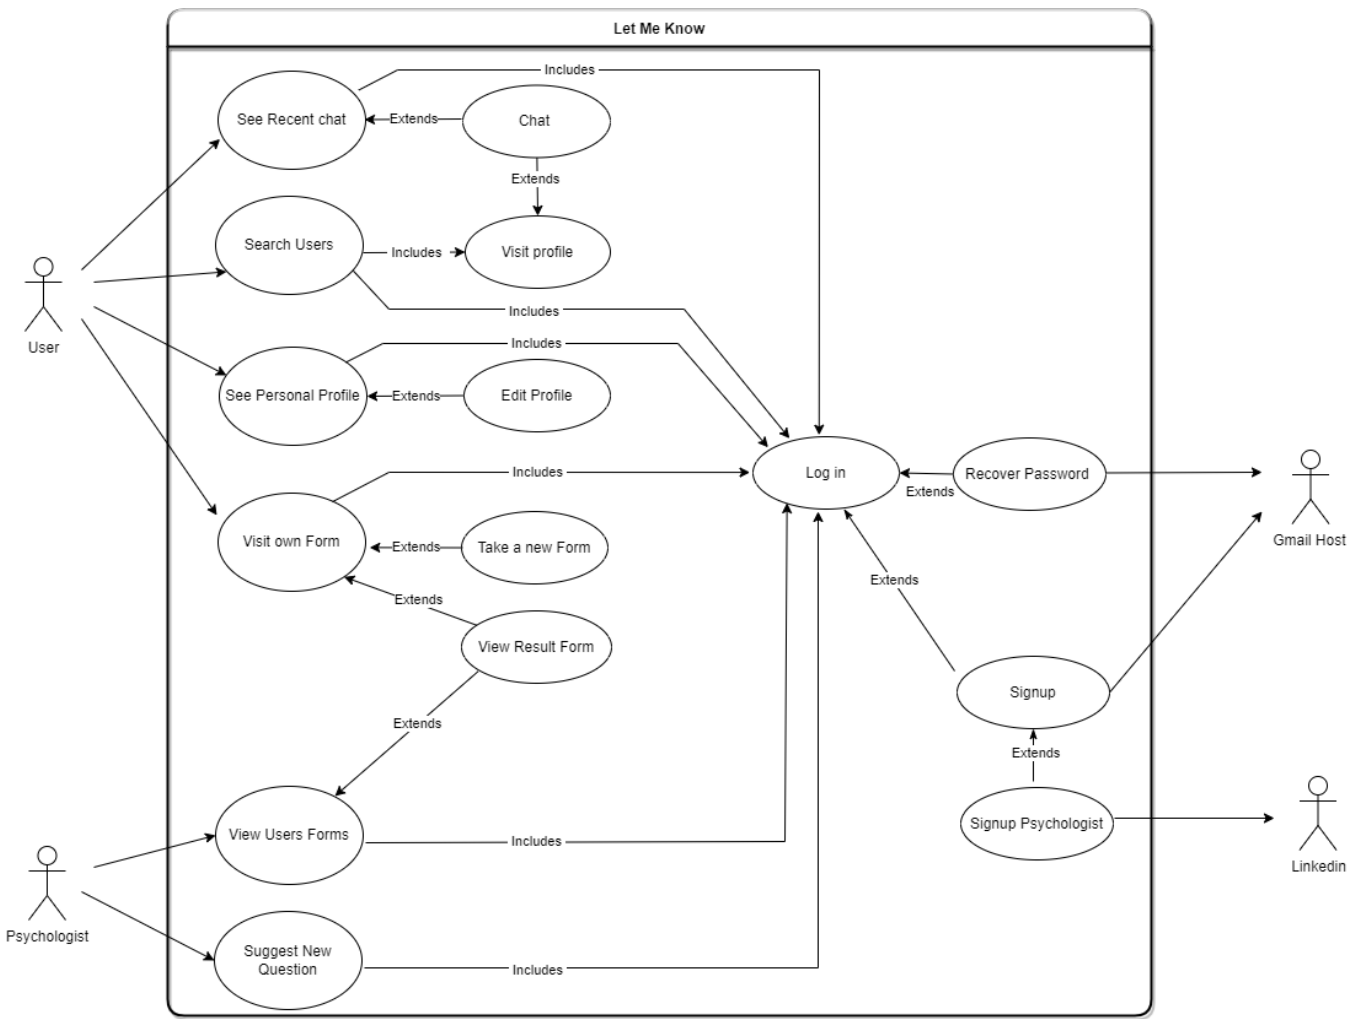 Let Me Know
Includes
See Recent chat
Extends
Chat
Extends
Search Users
Includes
Visit profile
User
Includes
Includes
See Personal Profile
Extends
Edit Profile
Includes
Log in
Recover Password
Extends
Gmail Host
Visit own Form
Extends
Take a new Form
Extends
Extends
View Result Form
Signup
Extends
Extends
Signup Psychologist
View Users Forms
Includes
Linkedin
Psychologist
Suggest New
Question
Includes